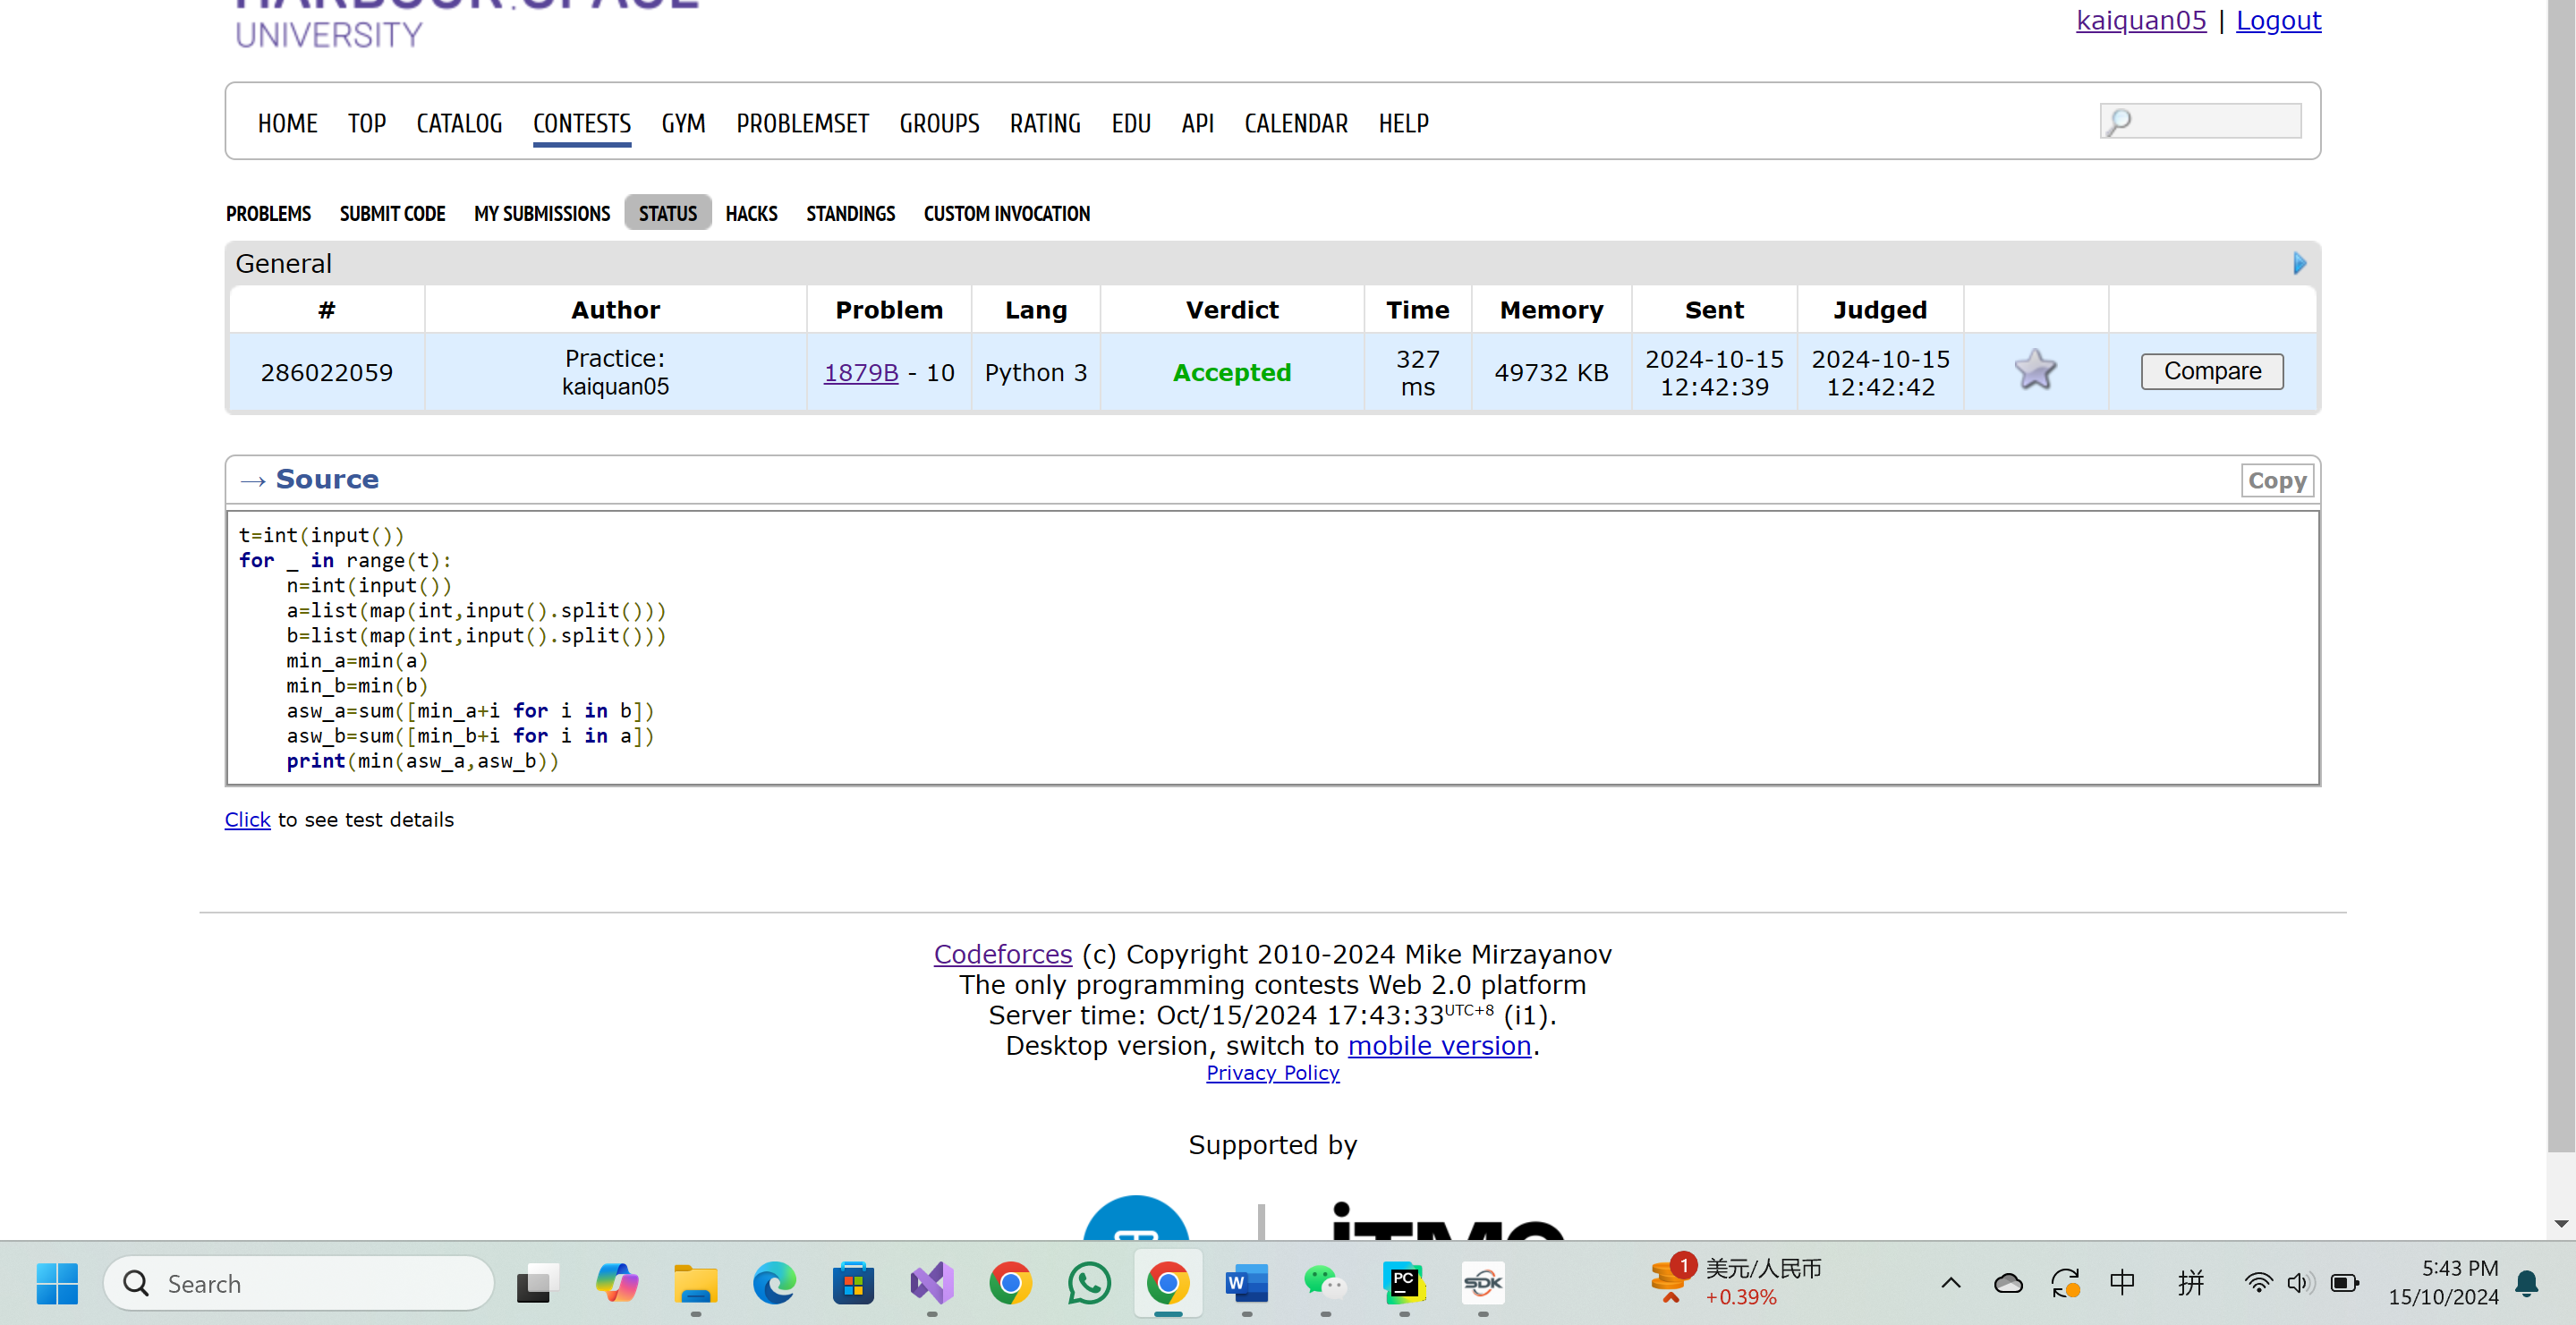 HARBOUR.SPACE
UNIVERSITY
kaiquan05 | Logout
HOME TOP CATALOG CONTESTS GYM PROBLEMSET GROUPS RATING EDU API CALENDAR HELP
PROBLEMS SUBMIT CODE MY SUBMISSIONS STATUS HACKS STANDINGS CUSTOM INVOCATION
General
# Author Problem Lang Verdict Time Memory Sent Judged
286022059 Practice: kaiquan05 1879B - 10 Python 3 Accepted 327 ms 49732 KB 2024-10-15 12:42:39 2024-10-15 12:42:42 Compare
→ Source Copy
t=int(input())
for _ in range(t):
    n=int(input())
    a=list(map(int,input().split()))
    b=list(map(int,input().split()))
    min_a=min(a)
    min_b=min(b)
    asw_a=sum([min_a+i for i in b])
    asw_b=sum([min_b+i for i in a])
    print(min(asw_a,asw_b))
Click to see test details
Codeforces (c) Copyright 2010-2024 Mike Mirzayanov
The only programming contests Web 2.0 platform
Server time: Oct/15/2024 17:43:33UTC+8 (i1).
Desktop version, switch to mobile version.
Privacy Policy
Supported by
iTMO
Search
W
PC
SDK
1
美元/人民币
+0.39%
中
拼
5:43 PM
15/10/2024